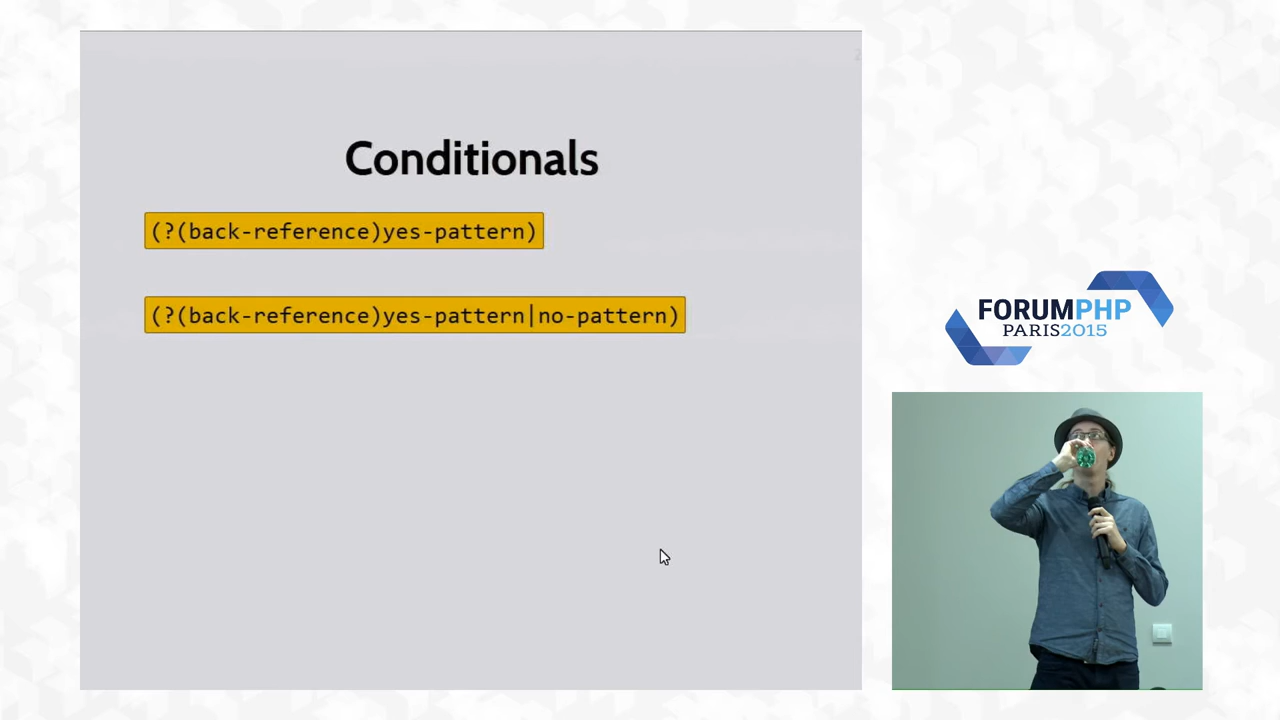 Conditionals
(?(back-reference)yes-pattern)
(?(back-reference)yes-pattern|no-pattern)
FORUMPHP
PARIS2015